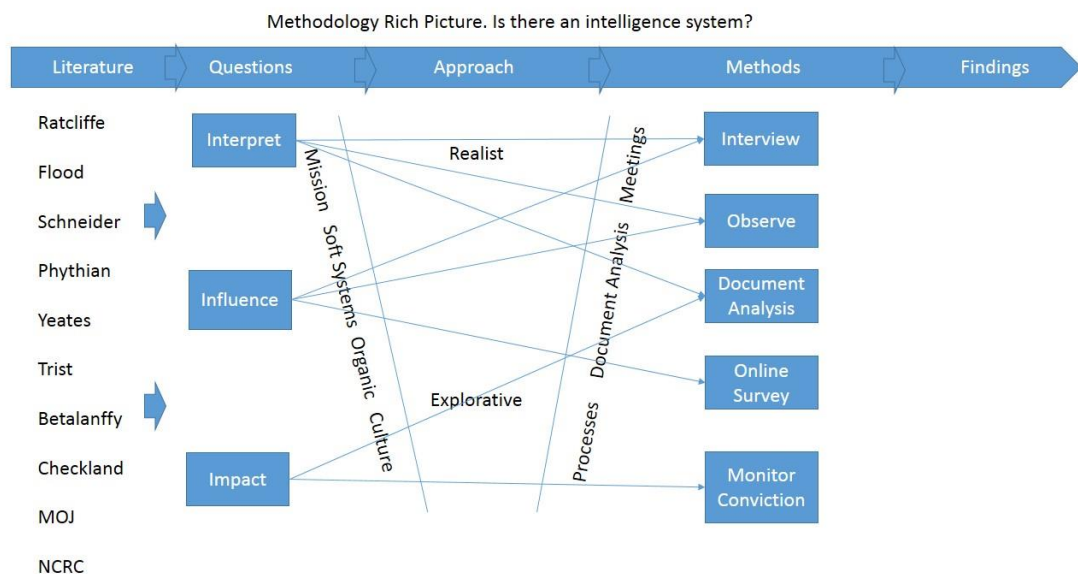 Methodology Rich Picture. Is there an intelligence system?
Literature
Questions
Approach
Methods
Findings
Ratcliffe
Flood
Schneider
Phythian
Yeates
Trist
Betalanffy
Checkland
MOJ
NCRC
Interpret
Influence
Impact
Mission Soft Systems Organic Culture
Realist
Explorative
Processes Document Analysis Meetings
Interview
Observe
Document
Analysis
Online
Survey
Monitor
Conviction